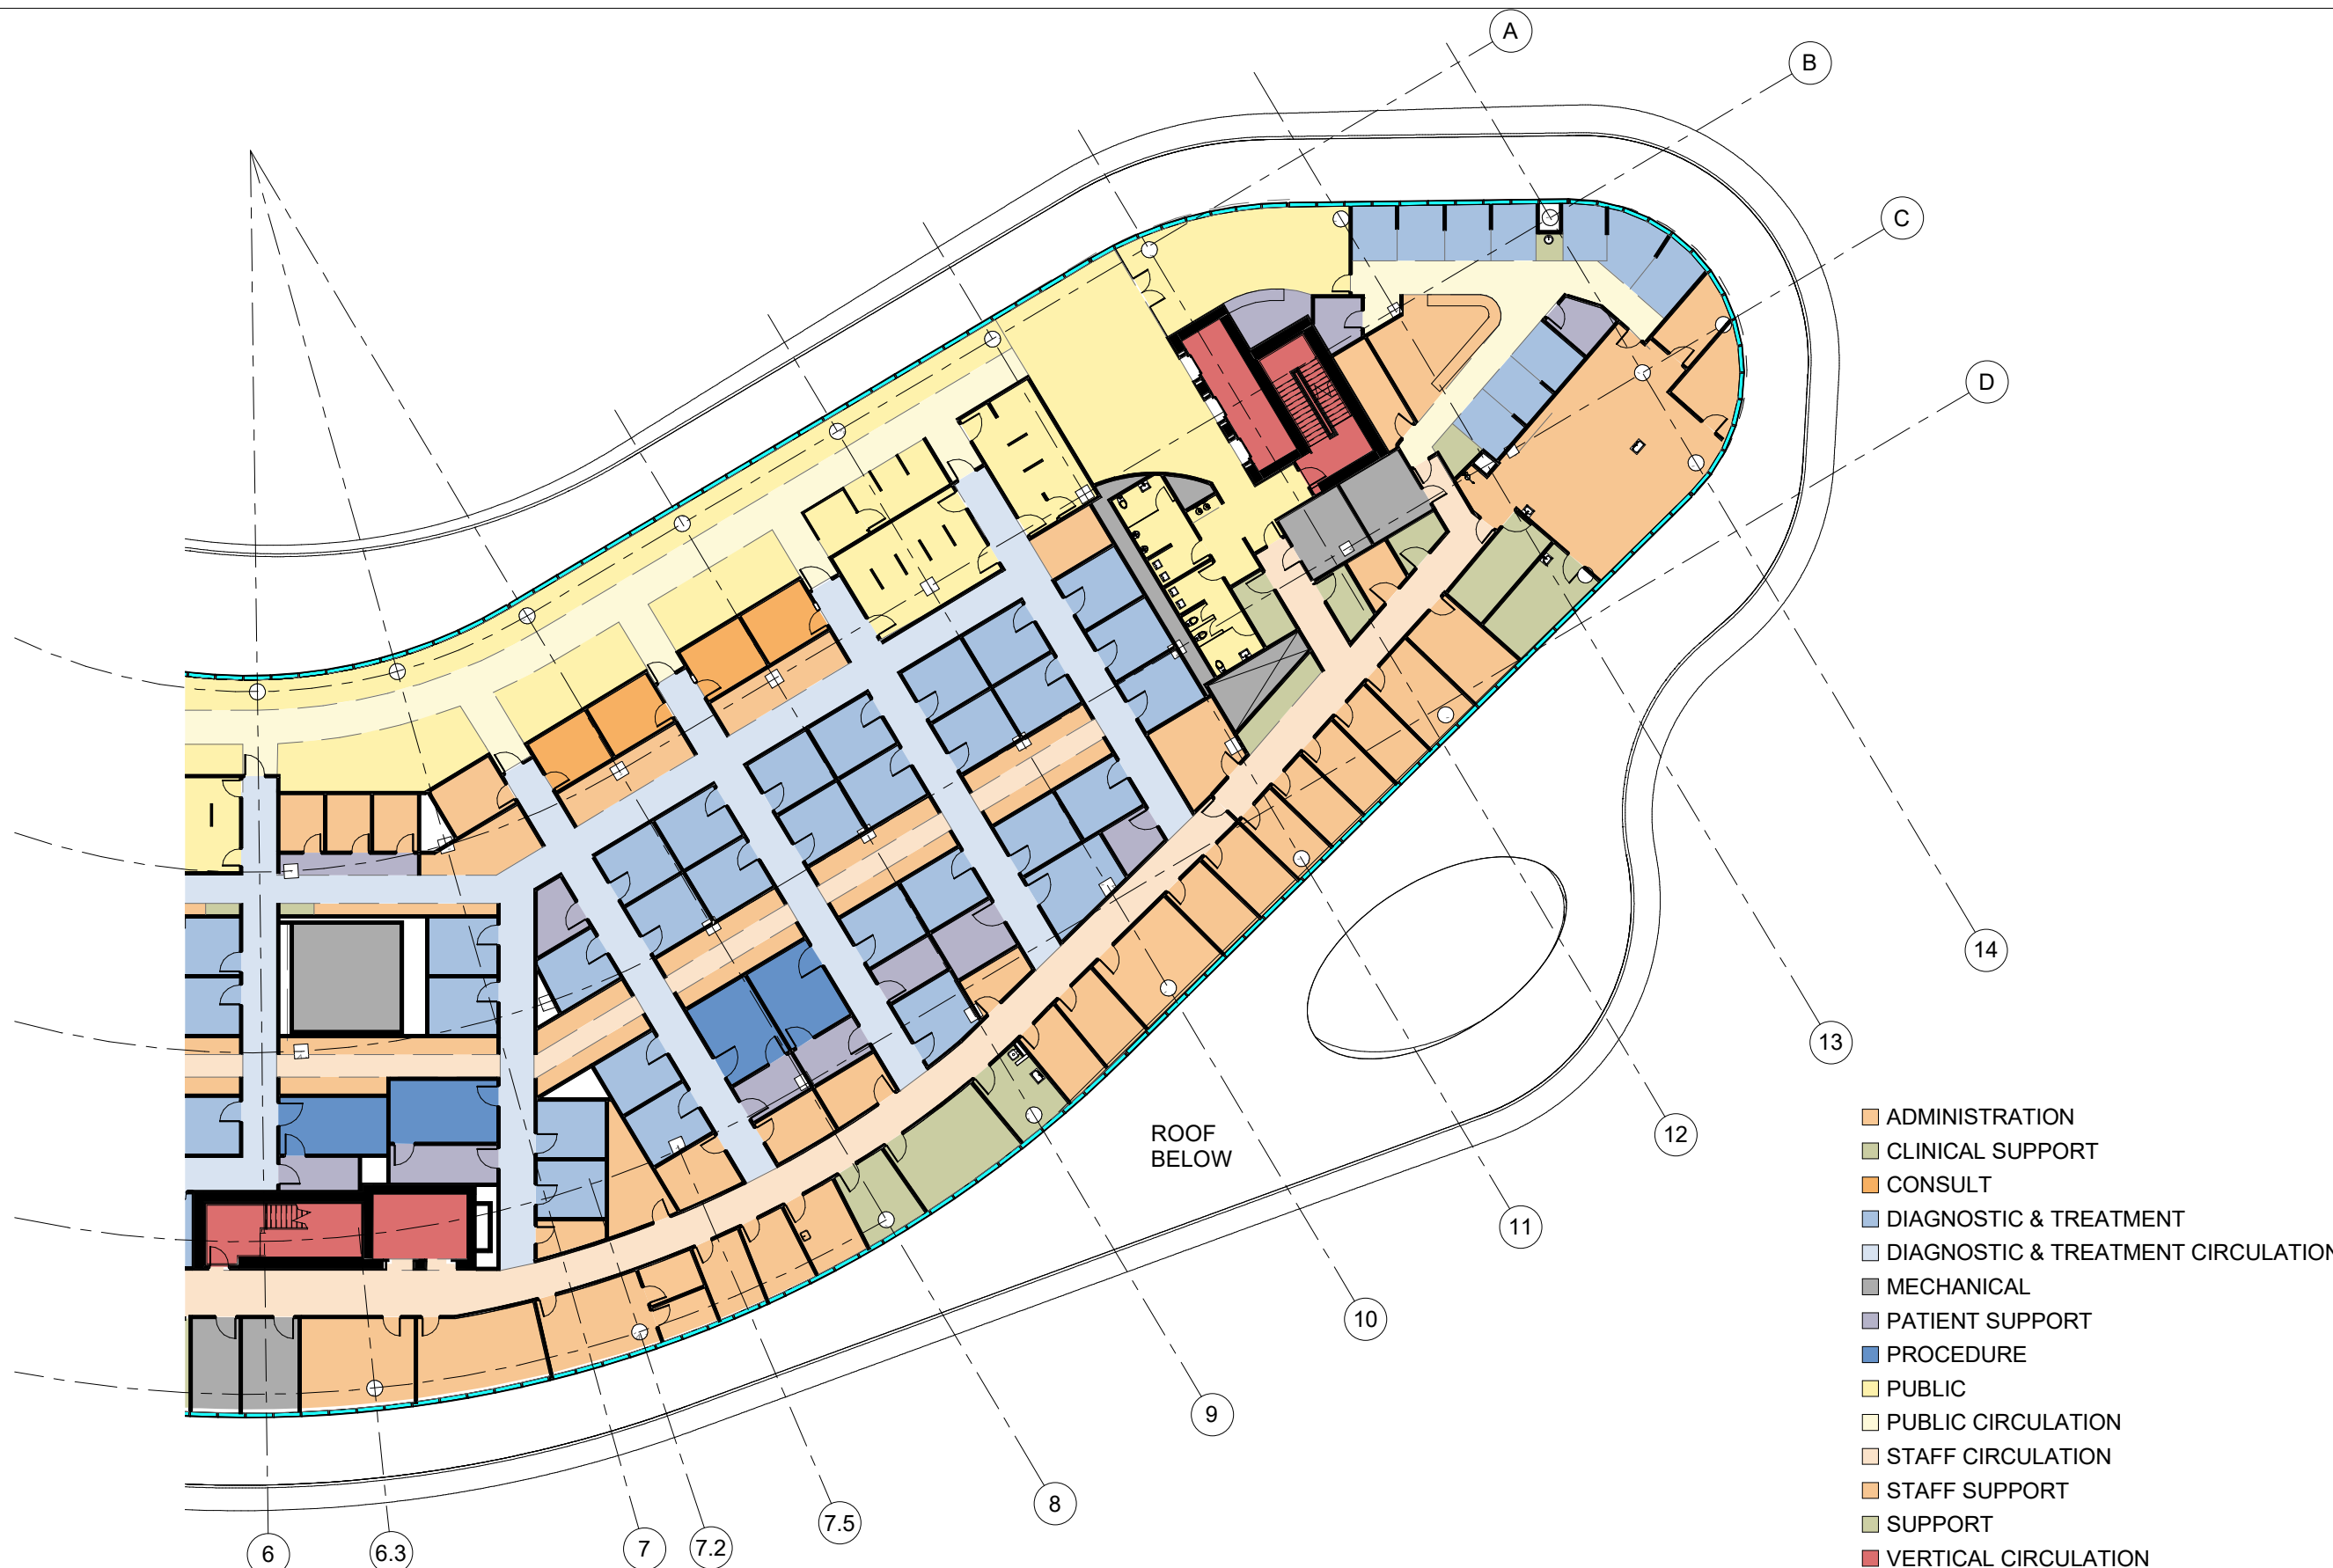 A
B
C
D
14
13
12
11
10
9
8
7.5
7.2
7
6.3
6
ROOF
BELOW
ADMINISTRATION
CLINICAL SUPPORT
CONSULT
DIAGNOSTIC & TREATMENT
DIAGNOSTIC & TREATMENT CIRCULATION
MECHANICAL
PATIENT SUPPORT
PROCEDURE
PUBLIC
PUBLIC CIRCULATION
STAFF CIRCULATION
STAFF SUPPORT
SUPPORT
VERTICAL CIRCULATION